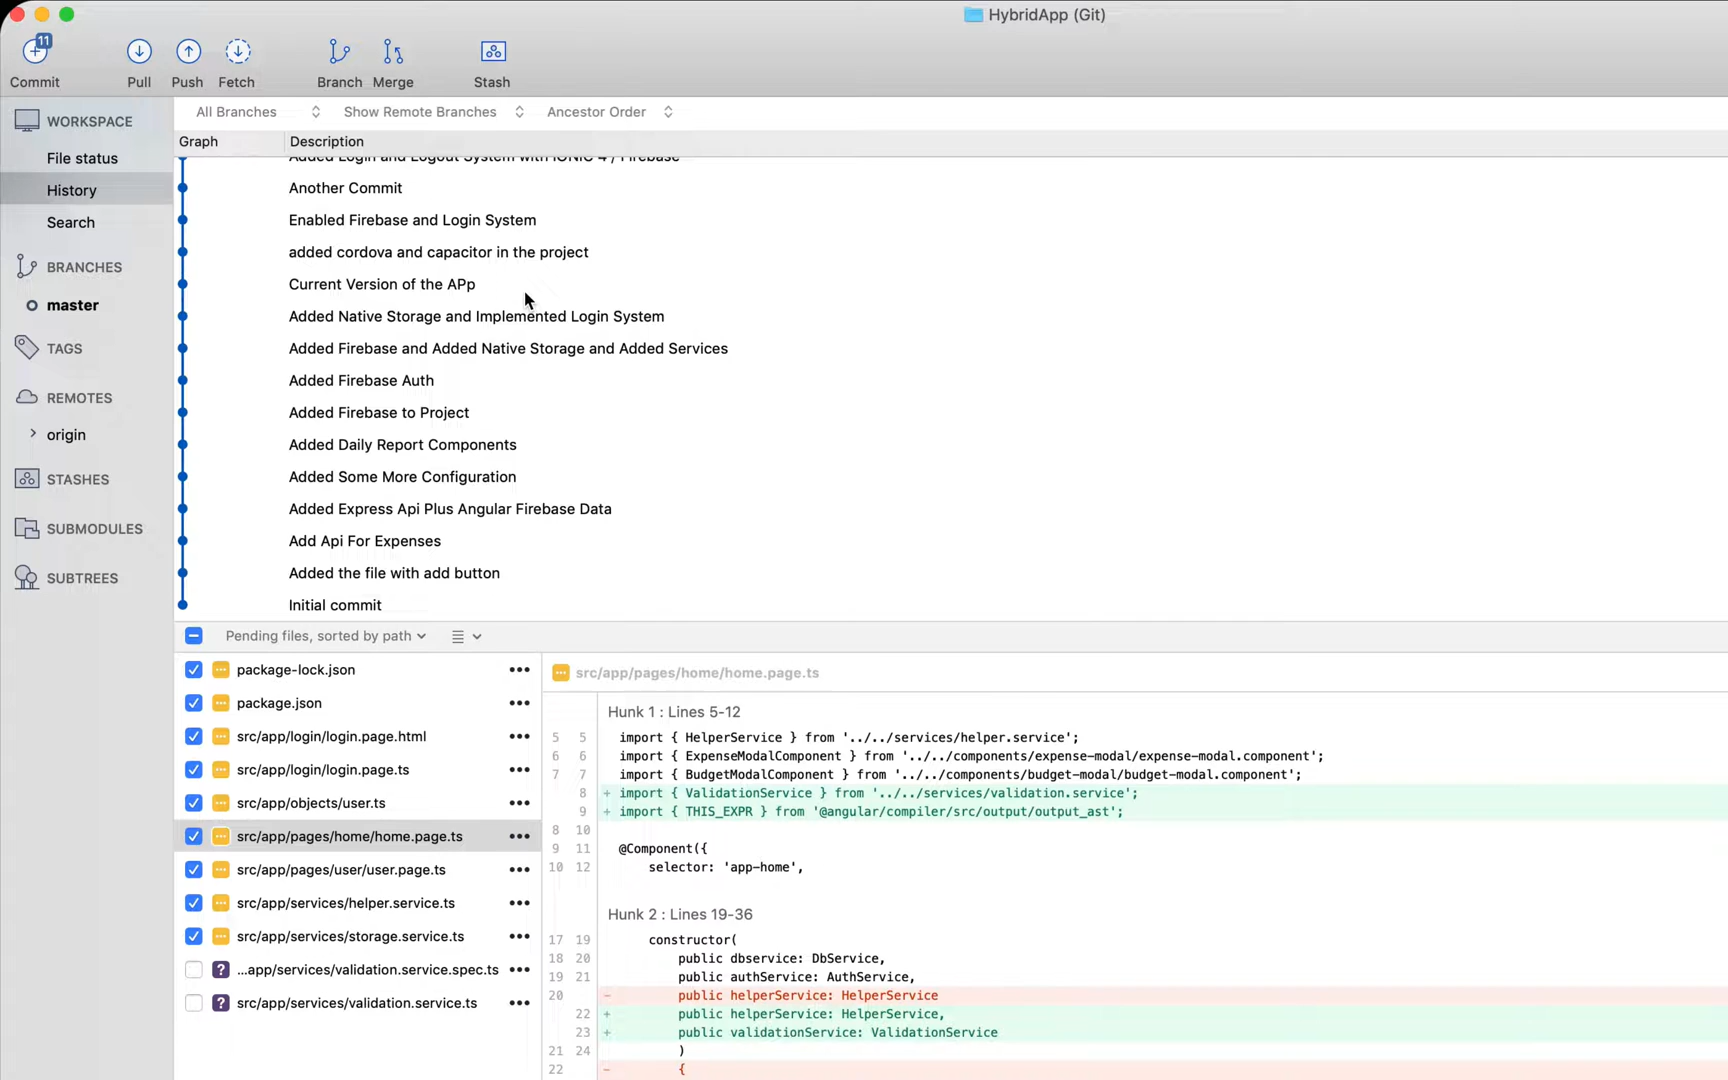 HybridApp (Git)
11
Commit
Pull
Push
Fetch
Branch
Merge
Stash
WORKSPACE
File status
History
Search
BRANCHES
master
TAGS
REMOTES
origin
STASHES
SUBMODULES
SUBTREES
All Branches
Show Remote Branches
Ancestor Order
Graph
Description
Added Login and Logout System with IONIC 4 / Firebase
Another Commit
Enabled Firebase and Login System
added cordova and capacitor in the project
Current Version of the APp
Added Native Storage and Implemented Login System
Added Firebase and Added Native Storage and Added Services
Added Firebase Auth
Added Firebase to Project
Added Daily Report Components
Added Some More Configuration
Added Express Api Plus Angular Firebase Data
Add Api For Expenses
Added the file with add button
Initial commit
Pending files, sorted by path
package-lock.json •••
package.json •••
src/app/login/login.page.html •••
src/app/login/login.page.ts •••
src/app/objects/user.ts •••
src/app/pages/home/home.page.ts •••
src/app/pages/user/user.page.ts •••
src/app/services/helper.service.ts •••
src/app/services/storage.service.ts •••
? ...app/services/validation.service.spec.ts •••
? src/app/services/validation.service.ts •••
src/app/pages/home/home.page.ts
Hunk 1 : Lines 5-12
5 5 import { HelperService } from '../../services/helper.service';
6 6 import { ExpenseModalComponent } from '../../components/expense-modal/expense-modal.component';
7 7 import { BudgetModalComponent } from '../../components/budget-modal/budget-modal.component';
8 + import { ValidationService } from '../../services/validation.service';
9 + import { THIS_EXPR } from '@angular/compiler/src/output/output_ast';
8 10
9 11 @Component({
10 12 selector: 'app-home',
Hunk 2 : Lines 19-36
17 19 constructor(
18 20 public dbservice: DbService,
19 21 public authService: AuthService,
20 - public helperService: HelperService
22 + public helperService: HelperService,
23 + public validationService: ValidationService
21 24 )
22 - {